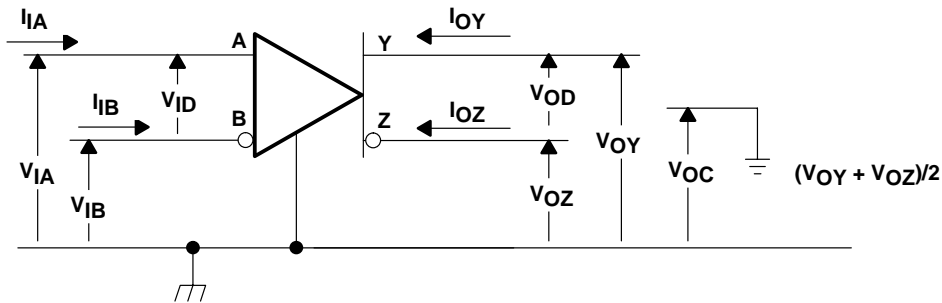 IIA
IOY
A
Y
IIB
VID
VOD
IOZ
B
Z
VOY
VIA
VIB
VOZ
VOC
(VOY + VOZ)/2